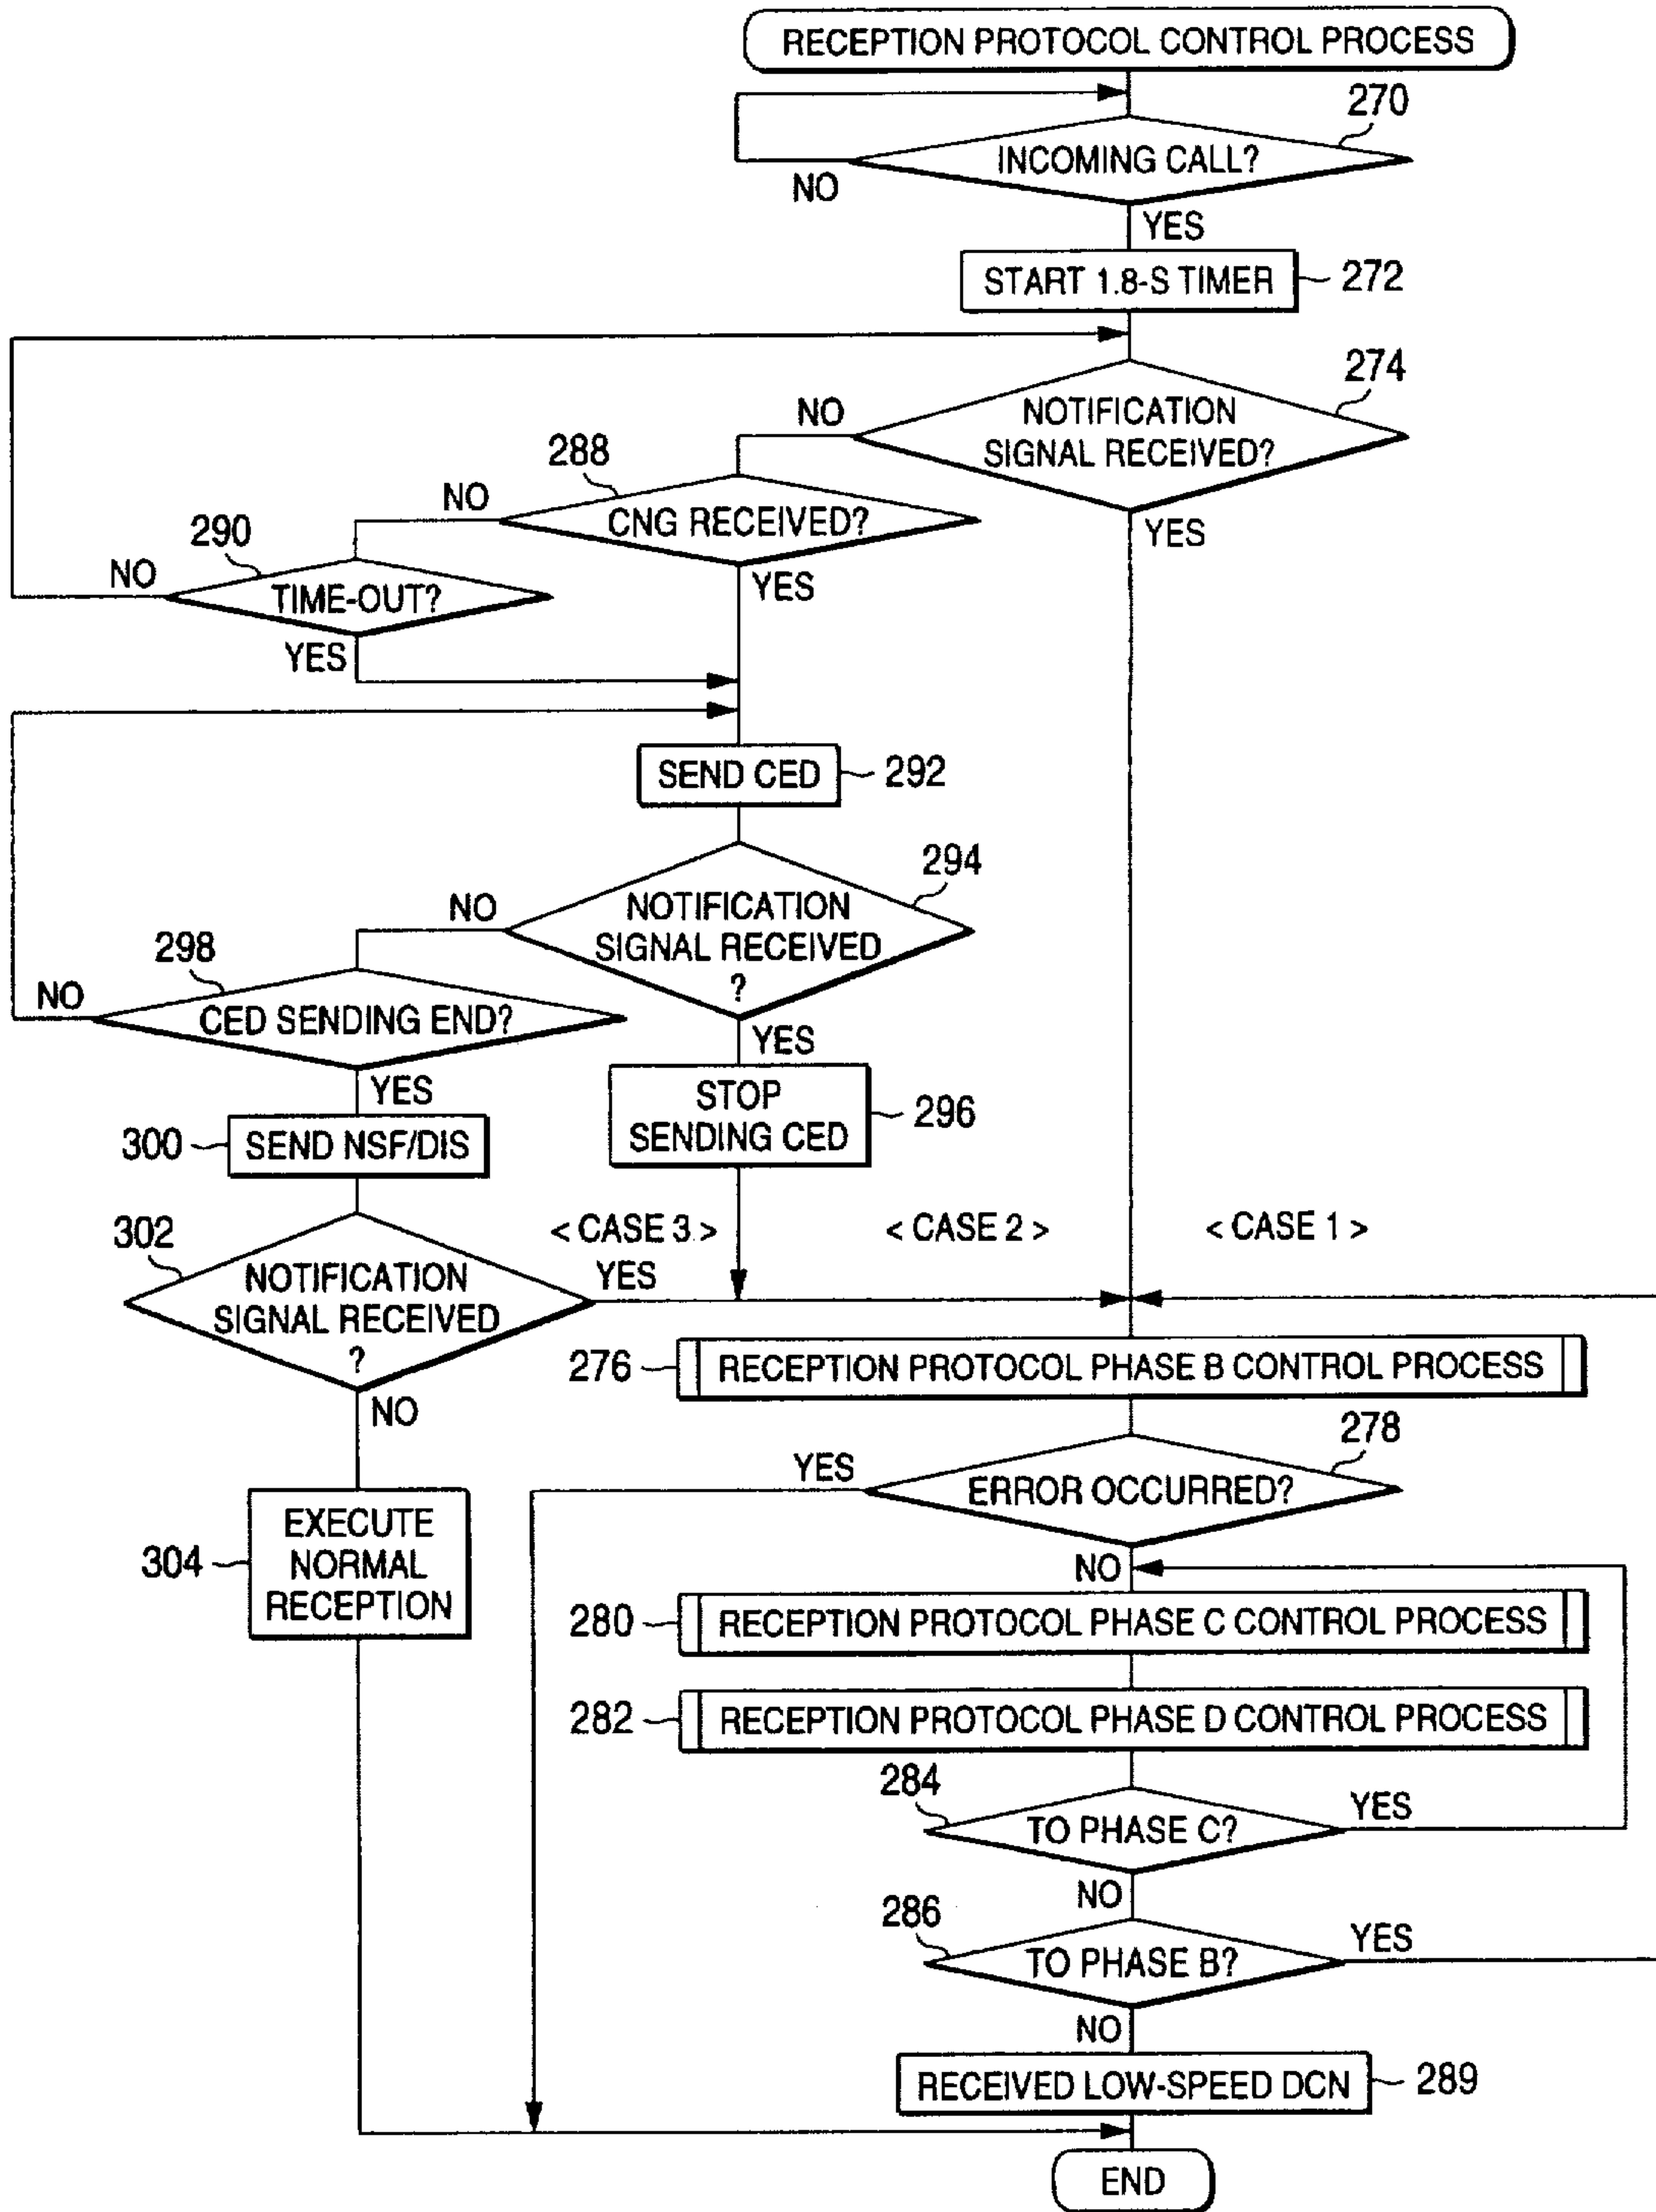 RECEPTION PROTOCOL CONTROL PROCESS
270
INCOMING CALL?
NO
YES
START 1.8-S TIMER
272
274
NO
NOTIFICATION
SIGNAL RECEIVED?
YES
288
NO
CNG RECEIVED?
YES
290
NO
TIME-OUT?
YES
SEND CED
292
294
NO
NOTIFICATION
SIGNAL RECEIVED
?
YES
298
NO
CED SENDING END?
YES
STOP
SENDING CED
296
300
SEND NSF/DIS
< CASE 3 >
< CASE 2 >
< CASE 1 >
302
NOTIFICATION
SIGNAL RECEIVED
?
YES
NO
276
RECEPTION PROTOCOL PHASE B CONTROL PROCESS
278
YES
ERROR OCCURRED?
NO
304
EXECUTE
NORMAL
RECEPTION
280
RECEPTION PROTOCOL PHASE C CONTROL PROCESS
282
RECEPTION PROTOCOL PHASE D CONTROL PROCESS
284
TO PHASE C?
YES
NO
286
TO PHASE B?
YES
NO
RECEIVED LOW-SPEED DCN
289
END